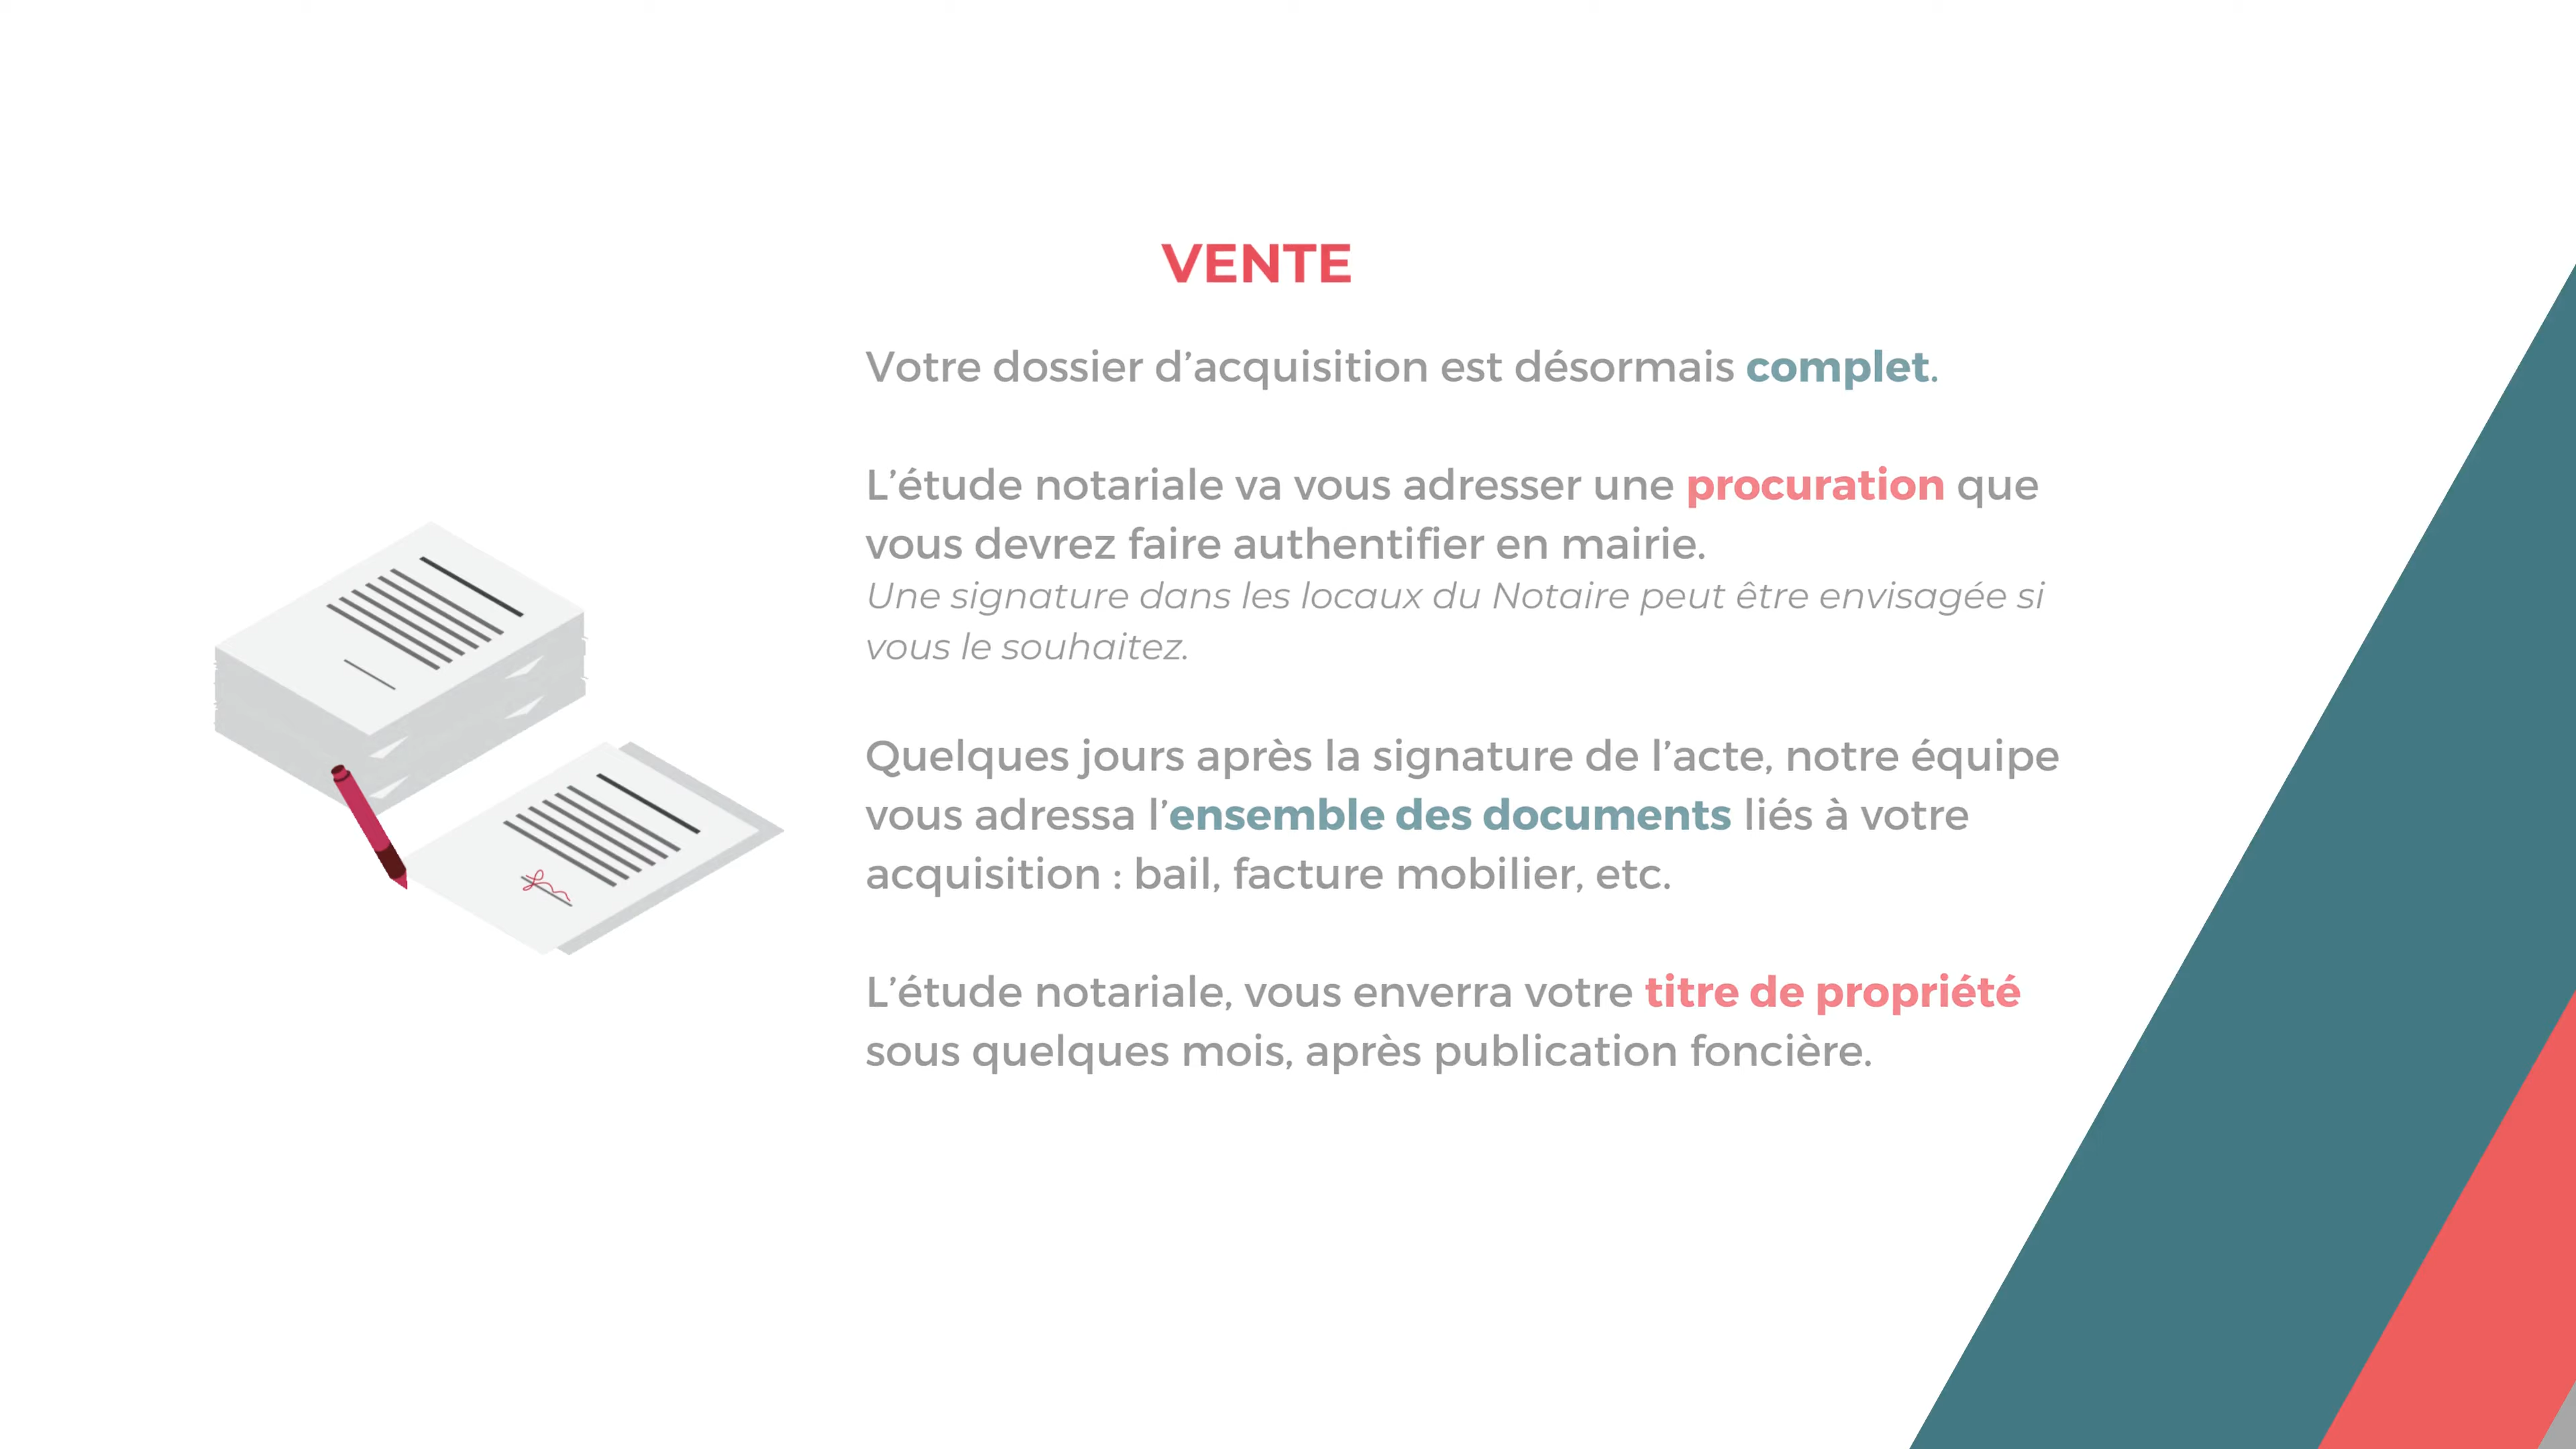 VENTE
Votre dossier d’acquisition est désormais complet.
L’étude notariale va vous adresser une procuration que
vous devrez faire authentifier en mairie.
Une signature dans les locaux du Notaire peut être envisagée si
vous le souhaitez.
Quelques jours après la signature de l’acte, notre équipe
vous adressa l’ensemble des documents liés à votre
acquisition : bail, facture mobilier, etc.
L’étude notariale, vous enverra votre titre de propriété
sous quelques mois, après publication foncière.